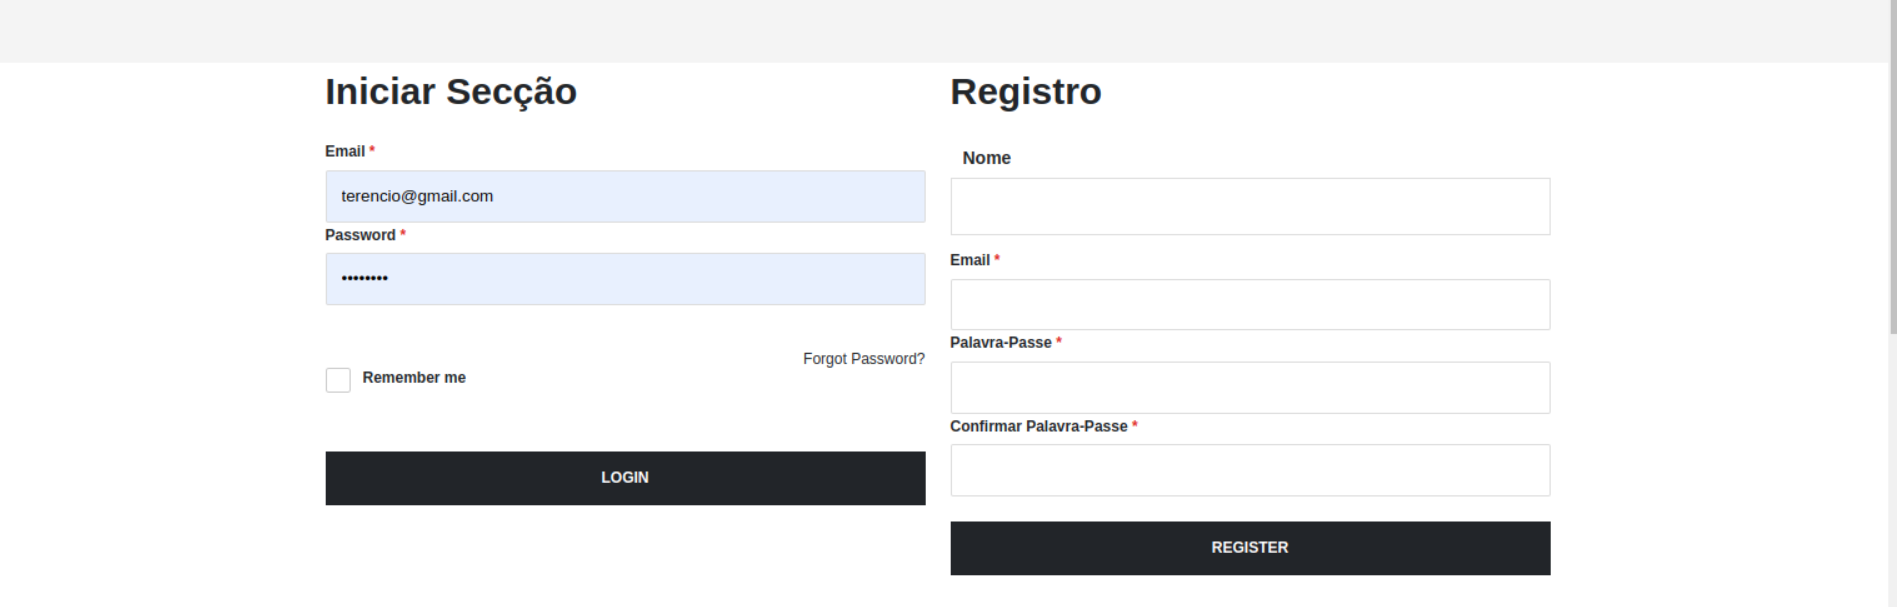 Iniciar Secção
Email *
terencio@gmail.com
Password *
••••••••
Forgot Password?
Remember me
LOGIN
Registro
Nome
Email *
Palavra-Passe *
Confirmar Palavra-Passe *
REGISTER